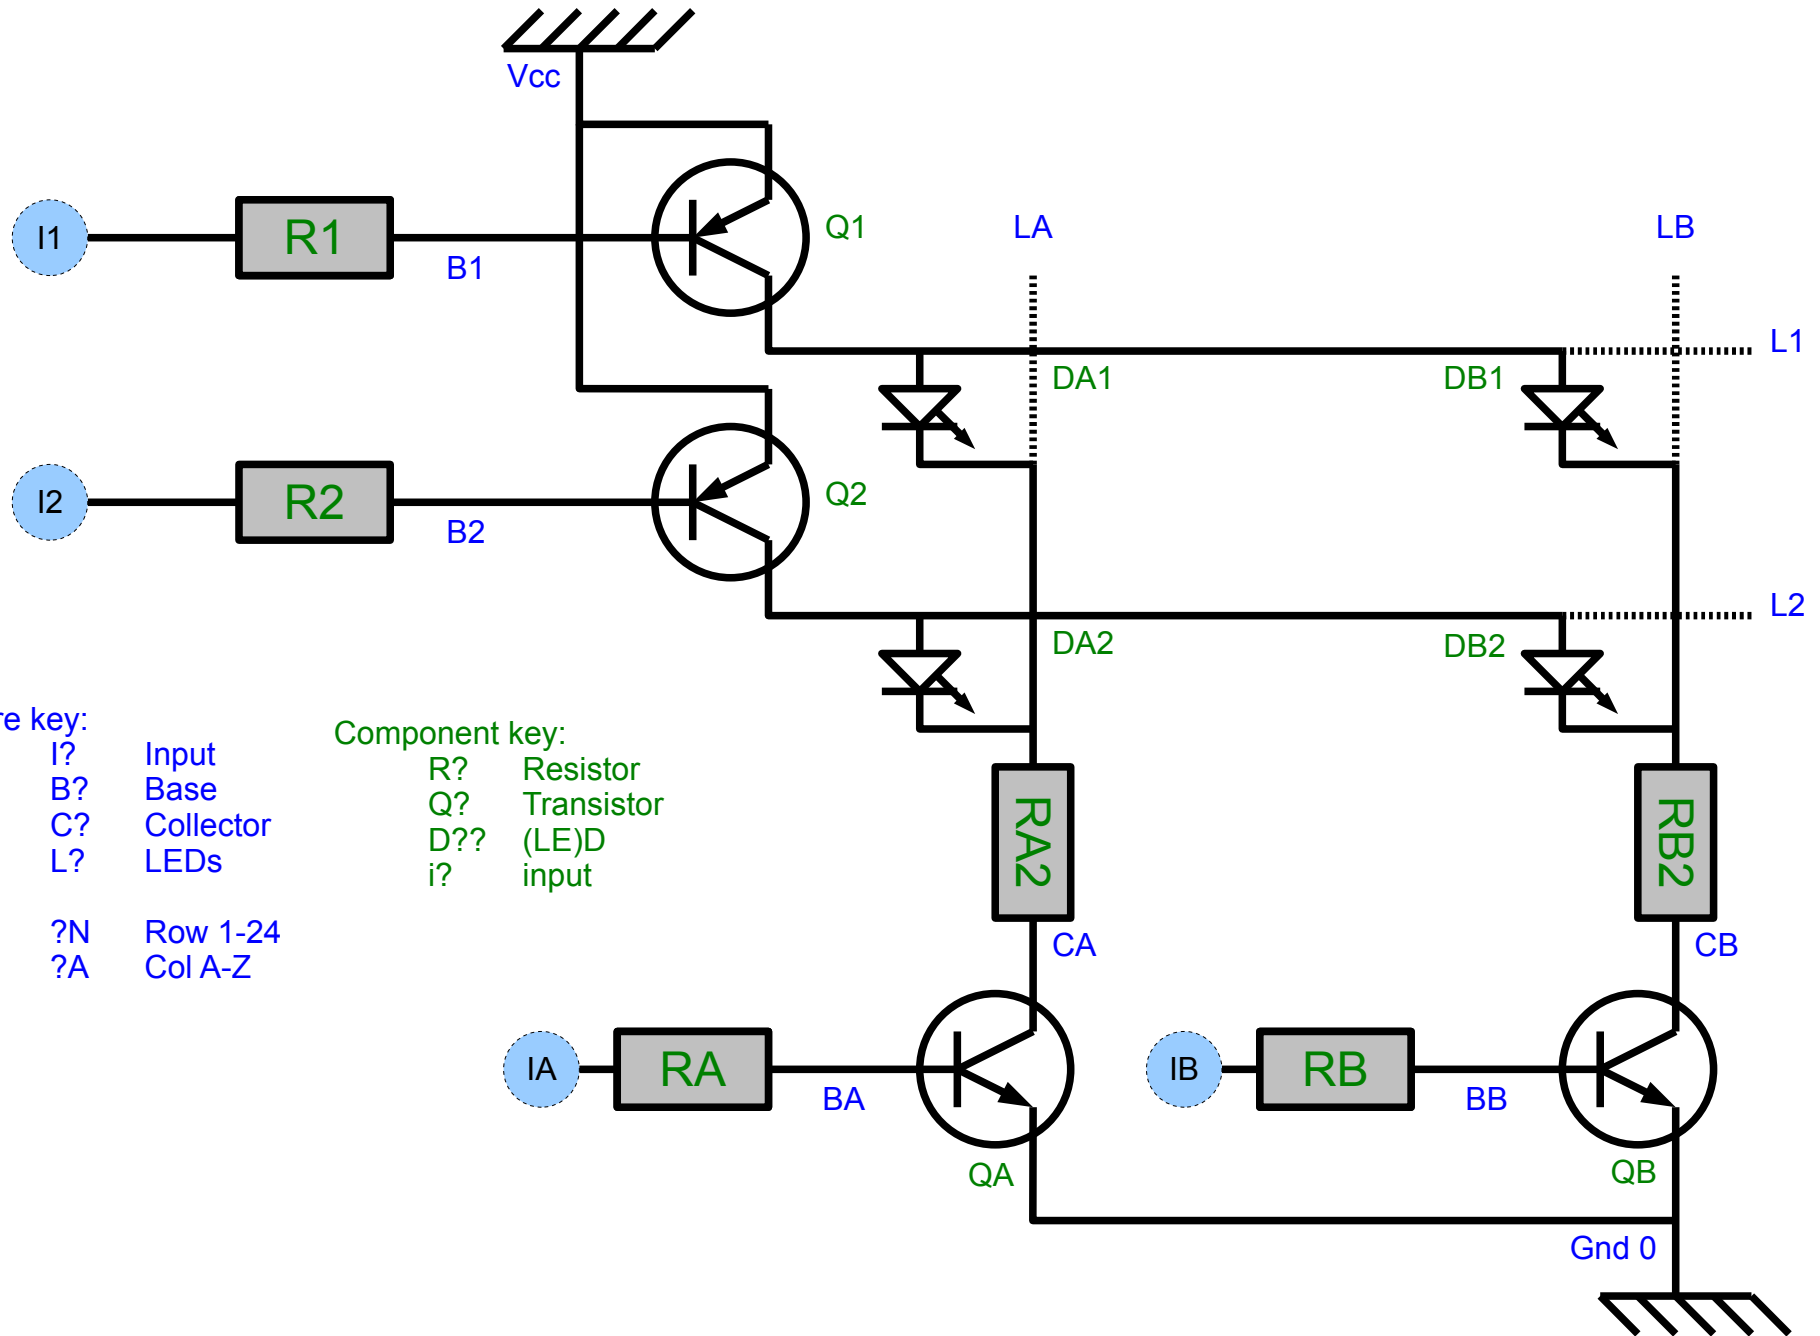 Vcc
I1
R1
B1
Q1
LA
LB
L1
DA1
DB1
I2
R2
B2
Q2
L2
DA2
DB2
re key:
I? Input
B? Base
C? Collector
L? LEDs
?N Row 1-24
?A Col A-Z
Component key:
R? Resistor
Q? Transistor
D?? (LE)D
i? input
RA2
RB2
CA
CB
IA
RA
BA
QA
IB
RB
BB
QB
Gnd 0